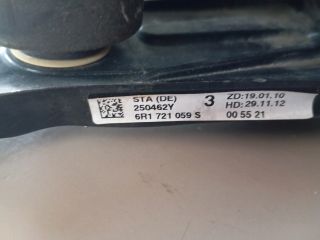 STA (DE) 3 ZD:19.01.10
250462Y HD:29.11.12
6R1 721 059 S 00 55 21